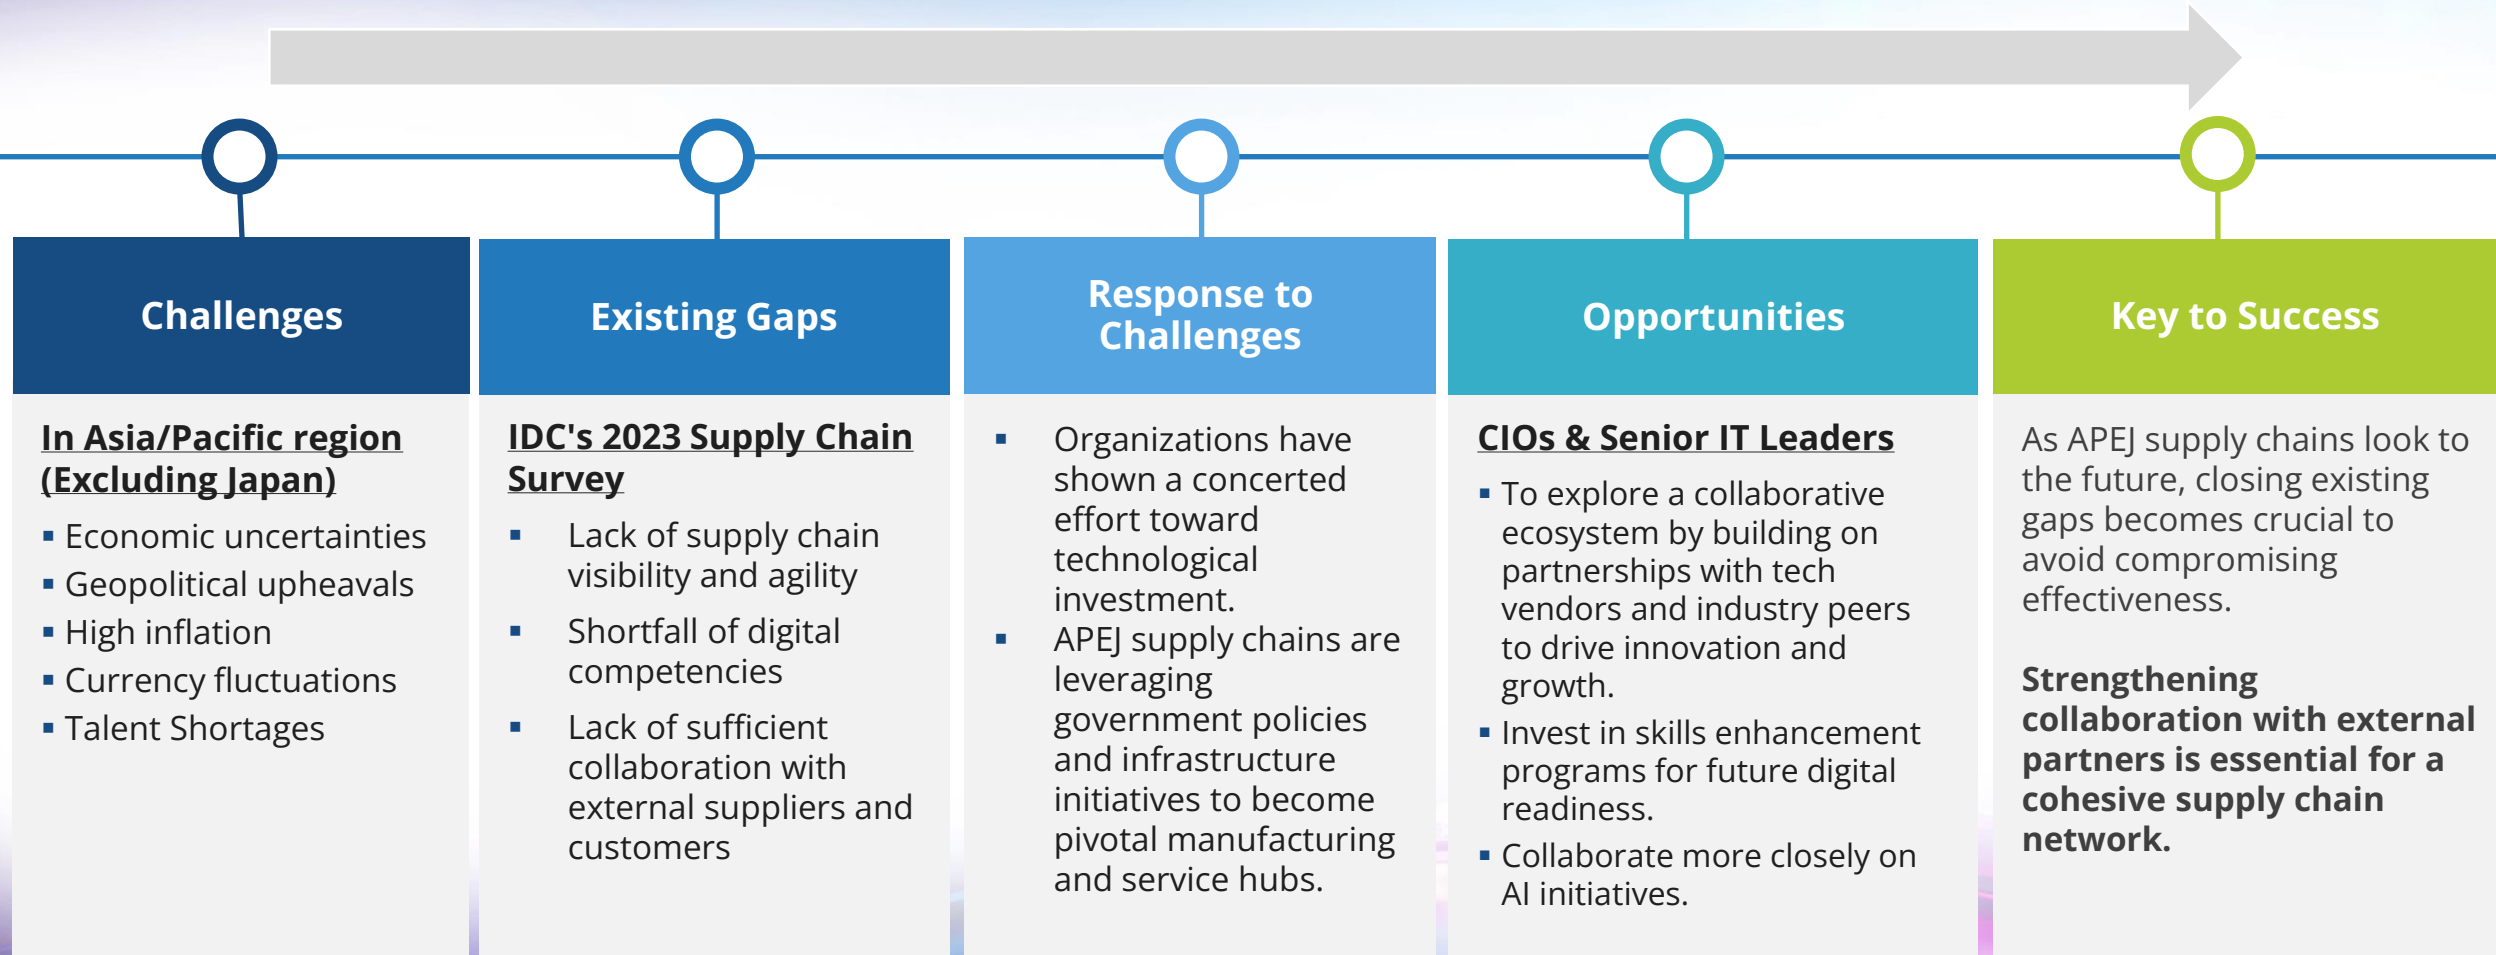 Challenges
In Asia/Pacific region
(Excluding Japan)
Economic uncertainties
Geopolitical upheavals
High inflation
Currency fluctuations
Talent Shortages
Existing Gaps
IDC's 2023 Supply Chain
Survey
Lack of supply chain
visibility and agility
Shortfall of digital
competencies
Lack of sufficient
collaboration with
external suppliers and
customers
Response to
Challenges
Organizations have
shown a concerted
effort toward
technological
investment.
APEJ supply chains are
leveraging
government policies
and infrastructure
initiatives to become
pivotal manufacturing
and service hubs.
Opportunities
CIOs & Senior IT Leaders
To explore a collaborative
ecosystem by building on
partnerships with tech
vendors and industry peers
to drive innovation and
growth.
Invest in skills enhancement
programs for future digital
readiness.
Collaborate more closely on
AI initiatives.
Key to Success
As APEJ supply chains look to
the future, closing existing
gaps becomes crucial to
avoid compromising
effectiveness.
Strengthening
collaboration with external
partners is essential for a
cohesive supply chain
network.